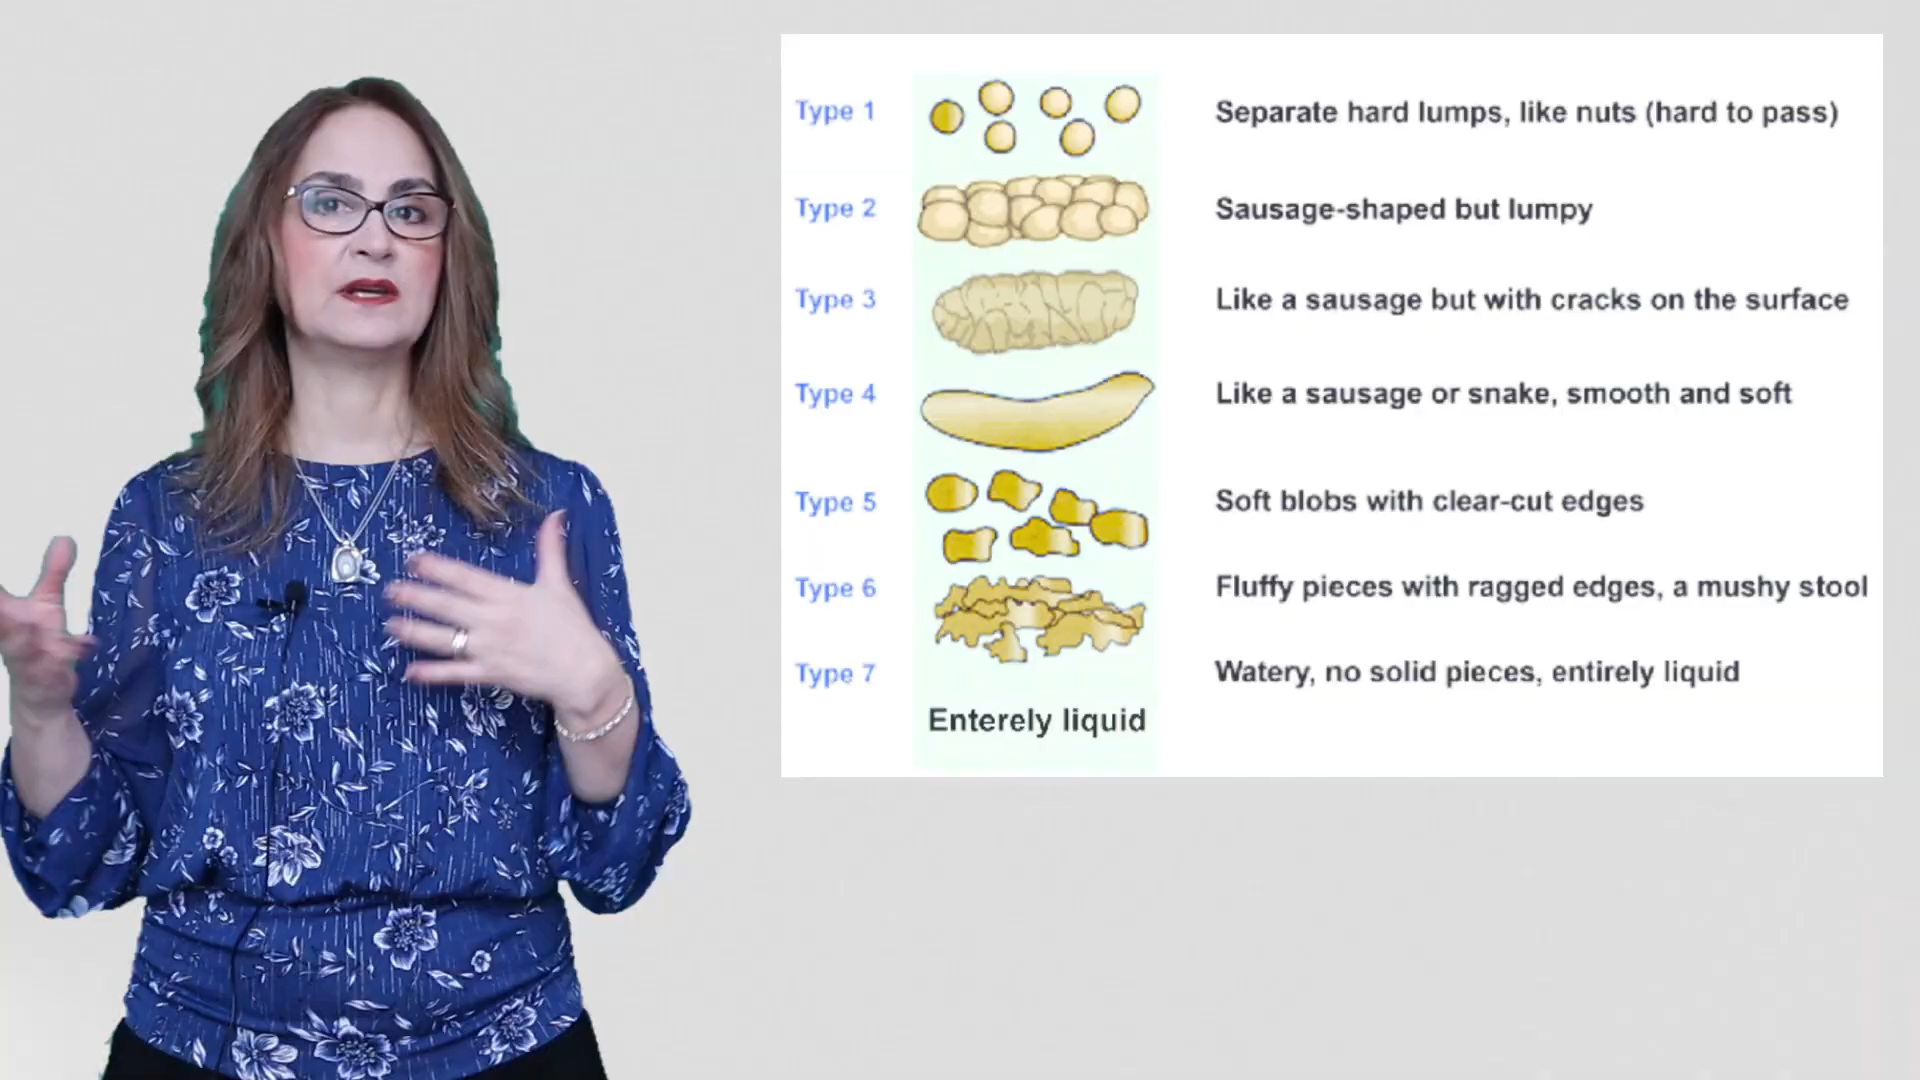 Type 1 Separate hard lumps, like nuts (hard to pass)
Type 2 Sausage-shaped but lumpy
Type 3 Like a sausage but with cracks on the surface
Type 4 Like a sausage or snake, smooth and soft
Type 5 Soft blobs with clear-cut edges
Type 6 Fluffy pieces with ragged edges, a mushy stool
Type 7 Watery, no solid pieces, entirely liquid
Enterely liquid